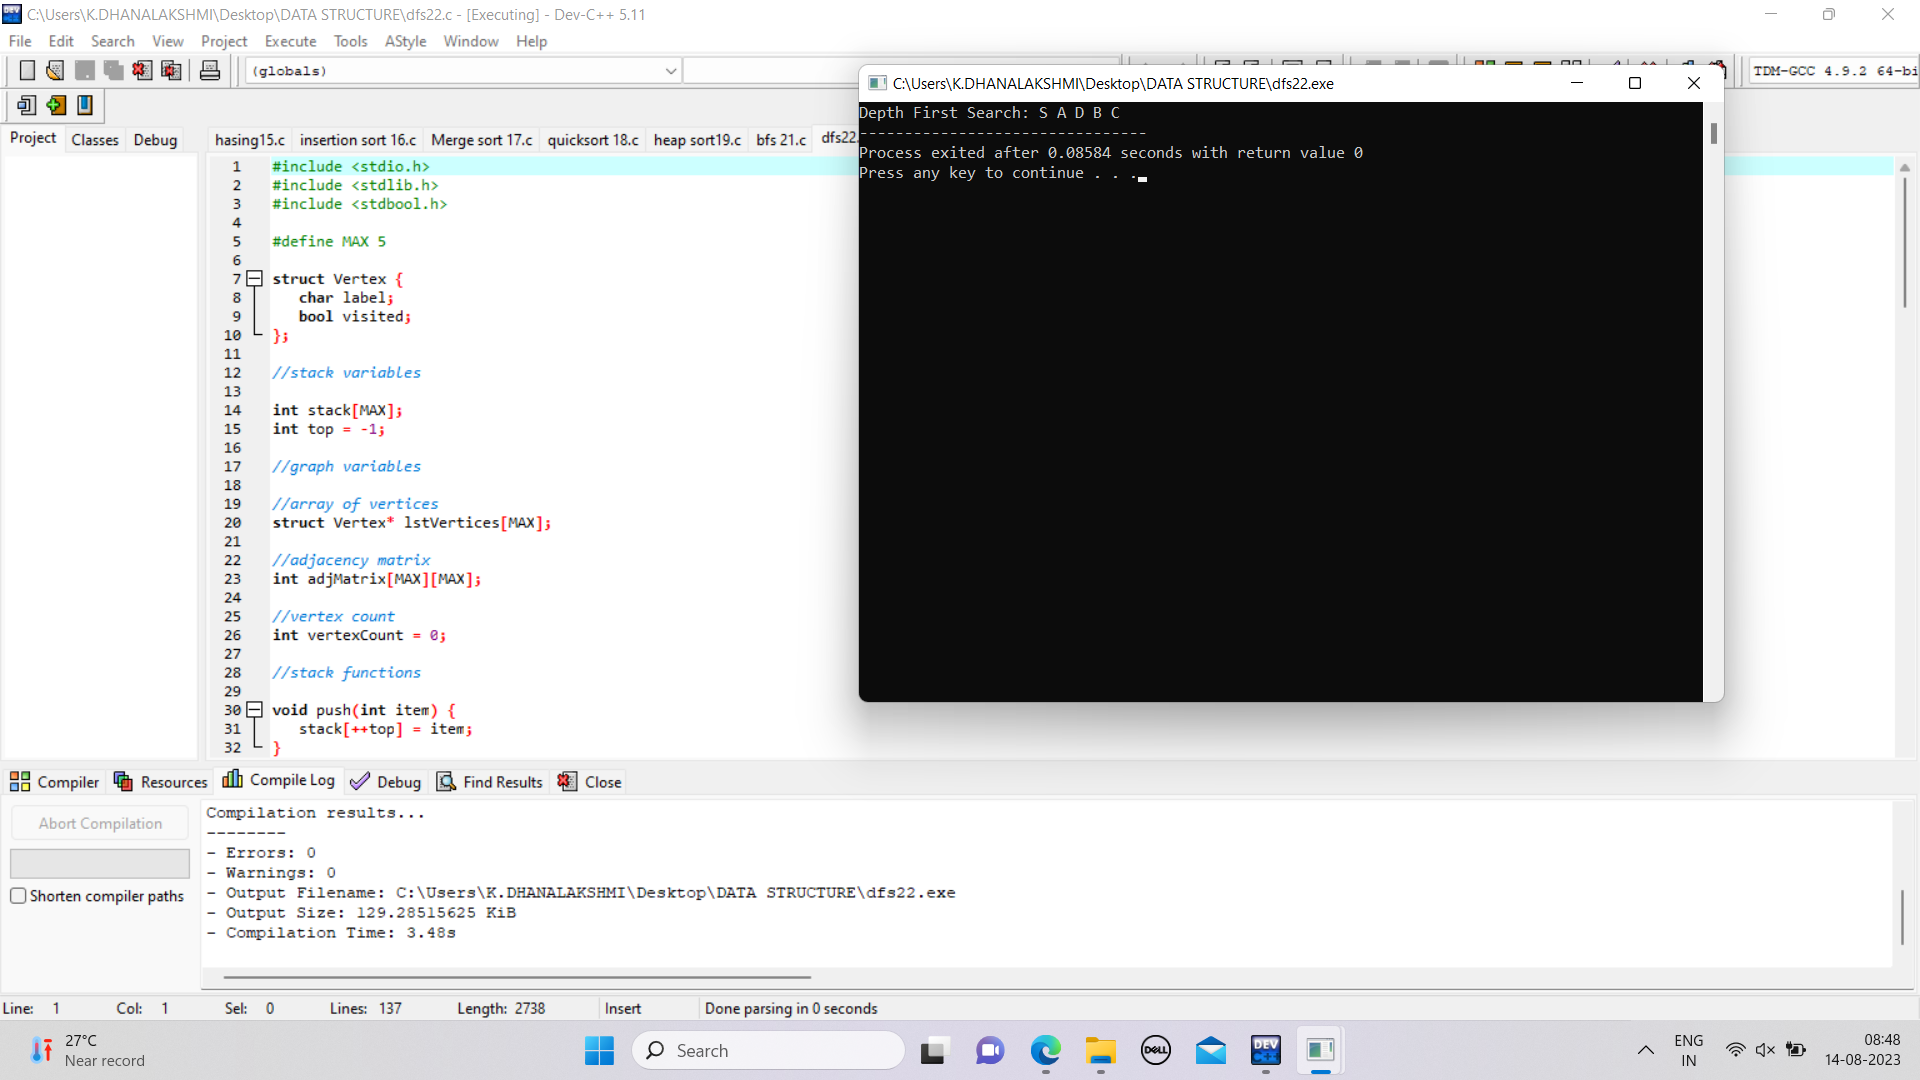 C:\Users\K.DHANALAKSHMI\Desktop\DATA STRUCTURE\dfs22.c - [Executing] - Dev-C++ 5.11
File Edit Search View Project Execute Tools AStyle Window Help
(globals)
TDM-GCC 4.9.2 64-bi
Project Classes Debug
hasing15.c insertion sort 16.c Merge sort 17.c quicksort 18.c heap sort19.c bfs 21.c dfs22.
1 #include <stdio.h>
2 #include <stdlib.h>
3 #include <stdbool.h>
4
5 #define MAX 5
6
7 struct Vertex {
8 char label;
9 bool visited;
10 };
11
12 //stack variables
13
14 int stack[MAX];
15 int top = -1;
16
17 //graph variables
18
19 //array of vertices
20 struct Vertex* lstVertices[MAX];
21
22 //adjacency matrix
23 int adjMatrix[MAX][MAX];
24
25 //vertex count
26 int vertexCount = 0;
27
28 //stack functions
29
30 void push(int item) {
31 stack[++top] = item;
32 }
C:\Users\K.DHANALAKSHMI\Desktop\DATA STRUCTURE\dfs22.exe
Depth First Search: S A D B C
--------------------------------
Process exited after 0.08584 seconds with return value 0
Press any key to continue . . .
Compiler Resources Compile Log Debug Find Results Close
Abort Compilation
Shorten compiler paths
Compilation results...
--------
- Errors: 0
- Warnings: 0
- Output Filename: C:\Users\K.DHANALAKSHMI\Desktop\DATA STRUCTURE\dfs22.exe
- Output Size: 129.28515625 KiB
- Compilation Time: 3.48s
Line: 1 Col: 1 Sel: 0 Lines: 137 Length: 2738 Insert Done parsing in 0 seconds
27°C
Near record
Search
DELL
DEV C++
ENG
IN
08:48
14-08-2023